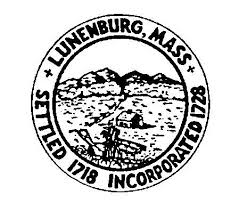 LUNENBURG, MASS
SETTLED 1718 INCORPORATED 1728